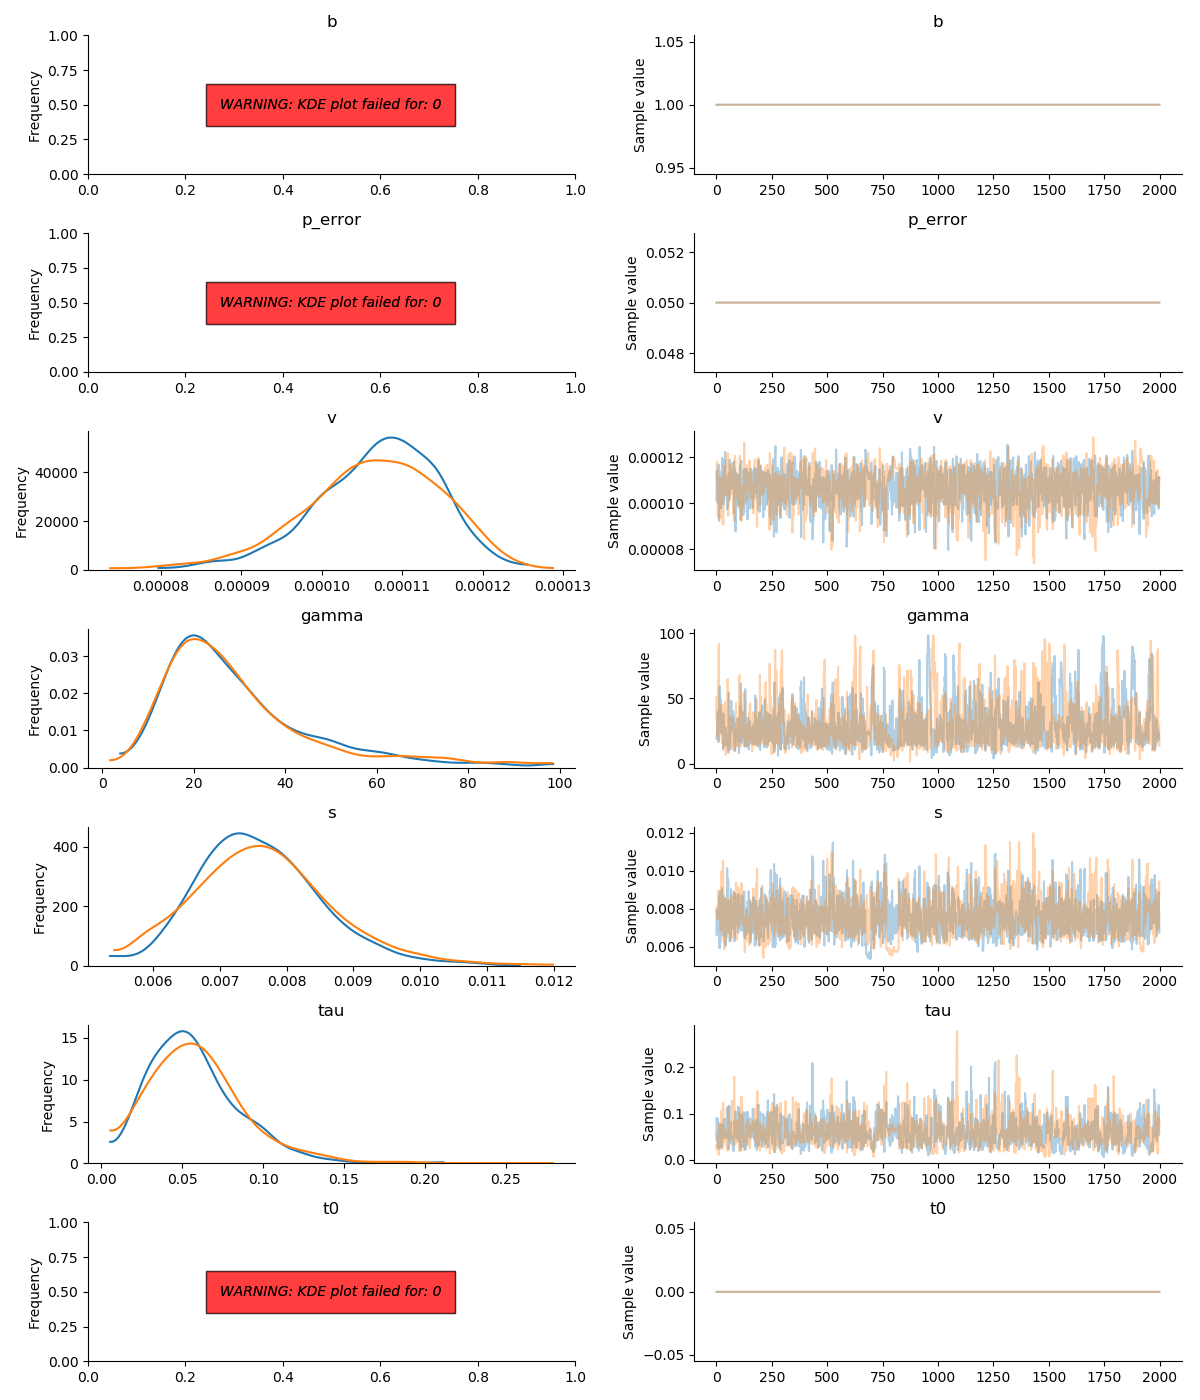 b
1.00
0.75
0.50
0.25
0.00
Frequency
WARNING: KDE plot failed for: 0
0.0 0.2 0.4 0.6 0.8 1.0
b
1.05
1.00
0.95
Sample value
0 250 500 750 1000 1250 1500 1750 2000
p_error
1.00
0.75
0.50
0.25
0.00
Frequency
WARNING: KDE plot failed for: 0
0.0 0.2 0.4 0.6 0.8 1.0
p_error
0.052
0.050
0.048
Sample value
0 250 500 750 1000 1250 1500 1750 2000
v
40000
20000
0
Frequency
0.00008 0.00009 0.00010 0.00011 0.00012 0.00013
v
0.00012
0.00010
0.00008
Sample value
0 250 500 750 1000 1250 1500 1750 2000
gamma
0.03
0.02
0.01
0.00
Frequency
0 20 40 60 80 100
gamma
100
50
0
Sample value
0 250 500 750 1000 1250 1500 1750 2000
s
400
200
0
Frequency
0.006 0.007 0.008 0.009 0.010 0.011 0.012
s
0.012
0.010
0.008
0.006
Sample value
0 250 500 750 1000 1250 1500 1750 2000
tau
15
10
5
0
Frequency
0.00 0.05 0.10 0.15 0.20 0.25
tau
0.2
0.1
0.0
Sample value
0 250 500 750 1000 1250 1500 1750 2000
t0
1.00
0.75
0.50
0.25
0.00
Frequency
WARNING: KDE plot failed for: 0
0.0 0.2 0.4 0.6 0.8 1.0
t0
0.05
0.00
−0.05
Sample value
0 250 500 750 1000 1250 1500 1750 2000